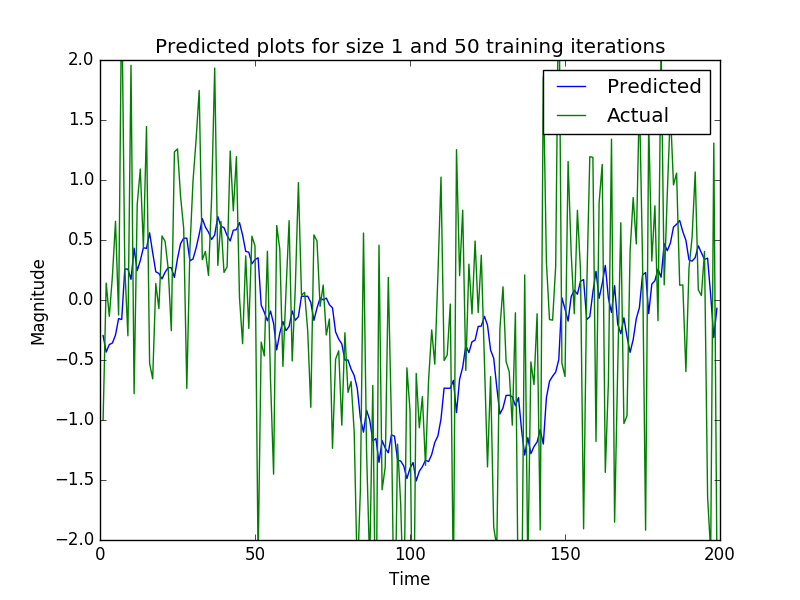 Predicted plots for size 1 and 50 training iterations
2.0
1.5
1.0
0.5
0.0
−0.5
−1.0
−1.5
−2.0
Magnitude
Predicted
Actual
0
50
100
150
200
Time